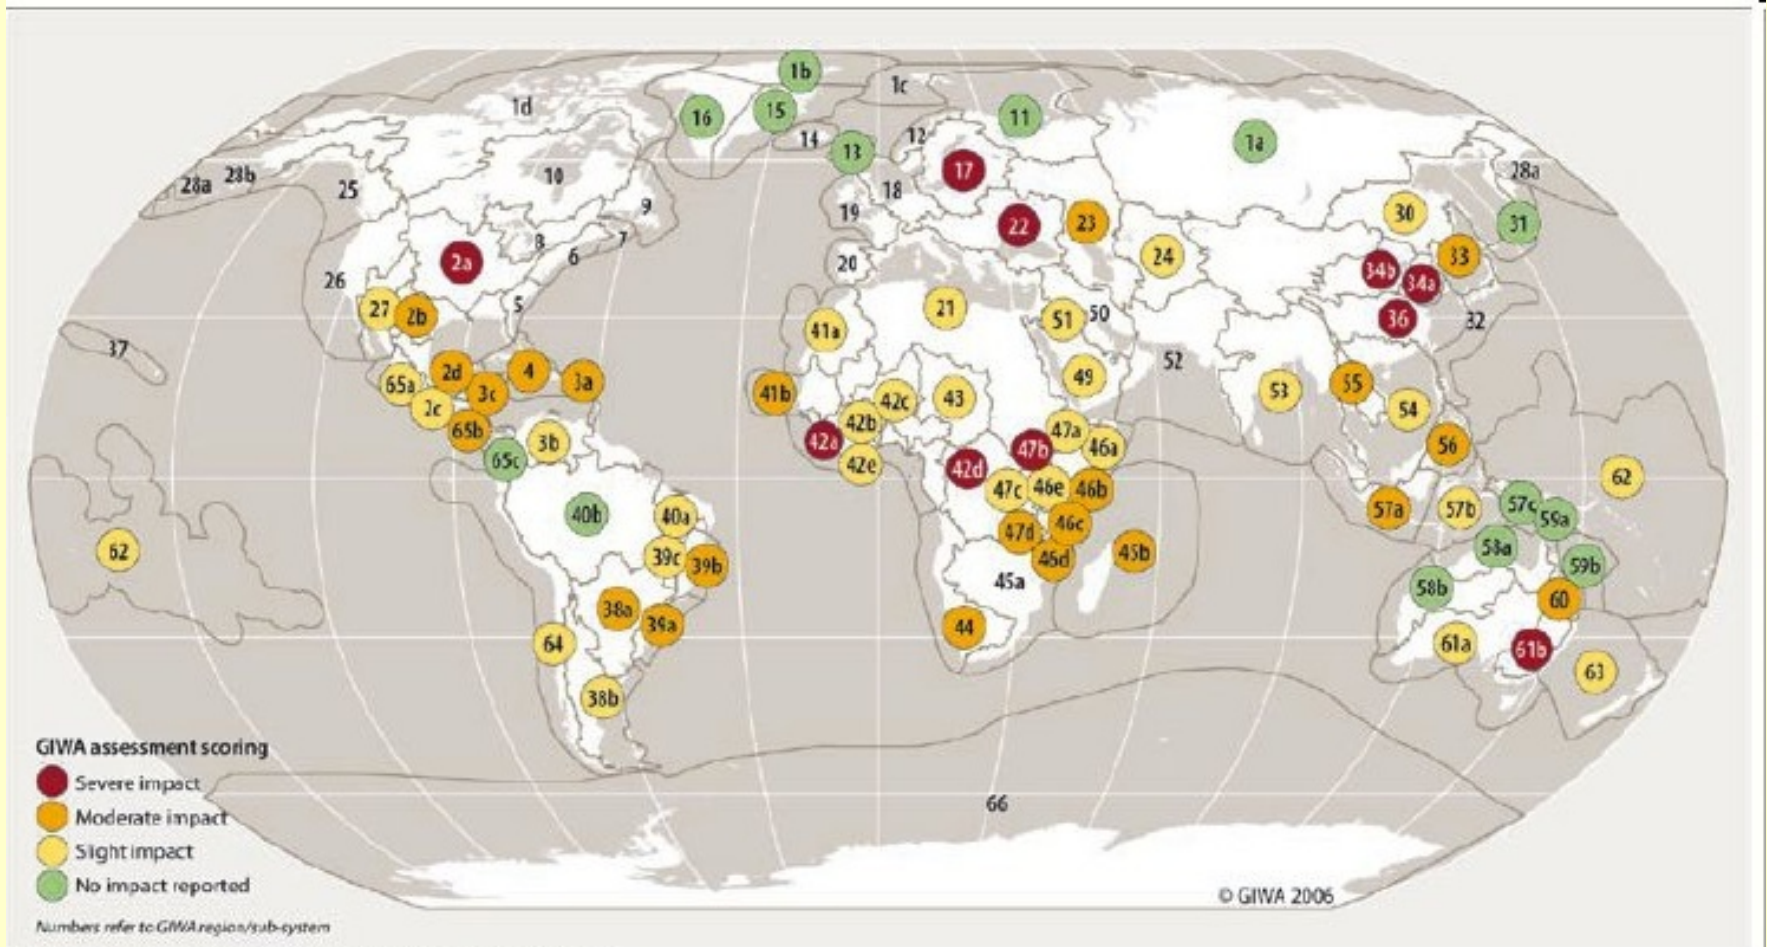 1b
1c
1d
16
15
11
14
12
13
1a
17
28a
28b
25
10
18
28a
9
19
30
31
22
23
8
7
6
20
24
33
2a
34b
34a
26
5
27
2b
41a
21
51
50
36
32
37
52
2d
4
3a
65a
3c
41b
42c
43
49
53
55
54
2c
65b
3b
42a
42b
47a
46a
56
65c
42e
42d
47b
47c
46e
46b
62
40b
40a
57a
57b
57c
59a
62
39c
39b
47d
46c
46d
45b
58a
59b
45a
58b
38a
39a
44
60
64
61a
61b
63
38b
GIWA assessment scoring
Severe impact
Moderate impact
Slight impact
No impact reported
66
© GIWA 2006
Numbers refer to GIWA region/sub-system